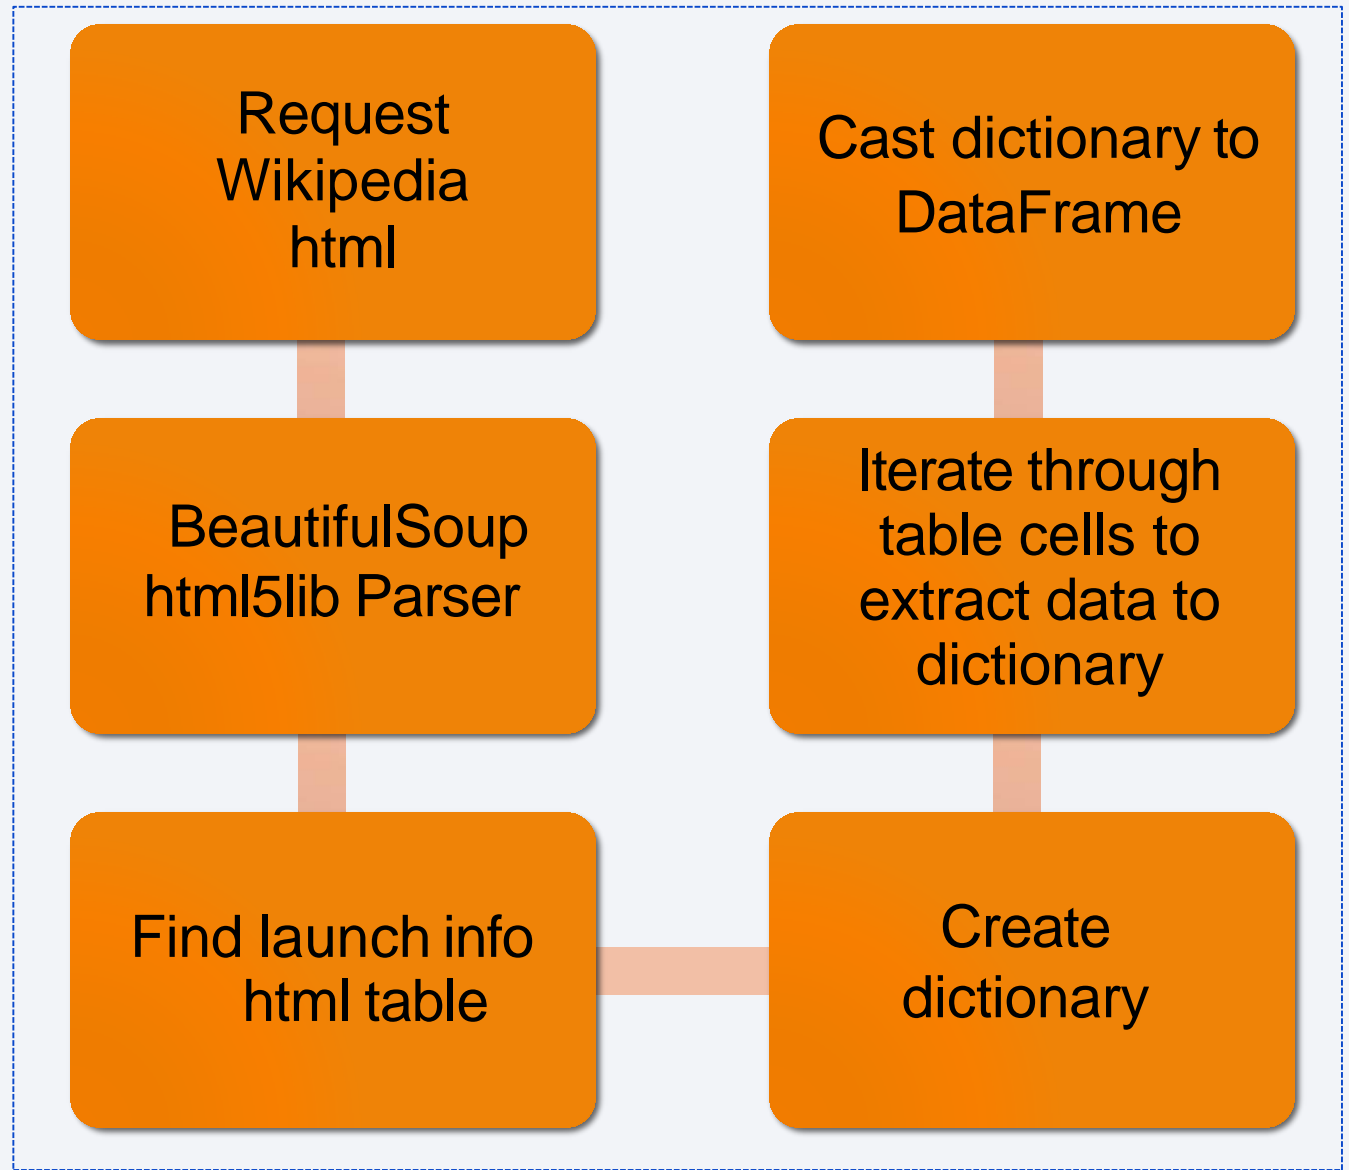 Request
Wikipedia
html
BeautifulSoup
html5lib Parser
Find launch info
html table
Create
dictionary
Iterate through
table cells to
extract data to
dictionary
Cast dictionary to
DataFrame